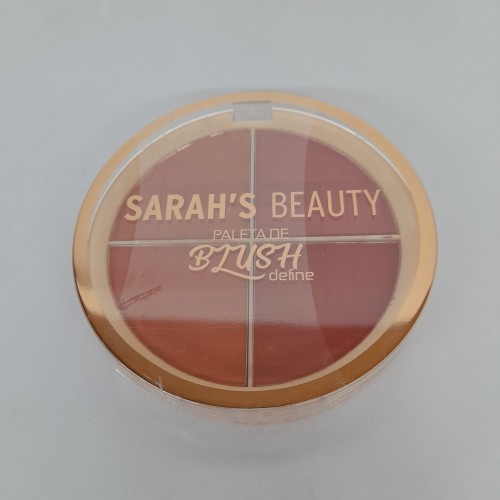 SARAH'S BEAUTY
PALETA DE
BLUSH
define